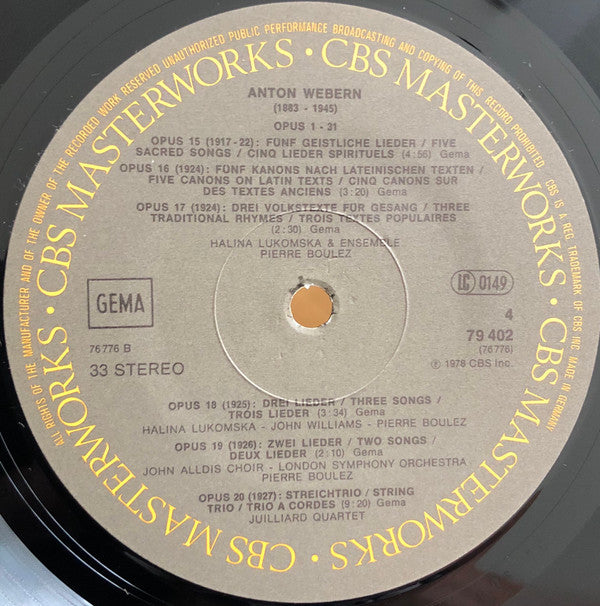 ALL RIGHTS OF THE MANUFACTURER AND OF THE OWNER OF THE RECORDED WORK RESERVED UNAUTHORIZED PUBLIC PERFORMANCE BROADCASTING AND COPYING OF THIS RECORD PROHIBITED. CBS IS A REG. TRADEMARK OF CBS INC. MADE IN GERMANY
CBS MASTERWORKS · CBS MASTERWORKS · CBS MASTERWORKS · CBS MASTERWORKS ·
ANTON WEBERN
(1883 - 1945)
OPUS 1 - 31
OPUS 15 (1917-22): FÜNF GEISTLICHE LIEDER / FIVE
SACRED SONGS / CINQ LIEDER SPIRITUELS (4:56) Gema
OPUS 16 (1924): FÜNF KANONS NACH LATEINISCHEN TEXTEN /
FIVE CANONS ON LATIN TEXTS / CINQ CANONS SUR
DES TEXTES ANCIENS (3:20) Gema
OPUS 17 (1924): DREI VOLKSTEXTE FÜR GESANG / THREE
TRADITIONAL RHYMES / TROIS TEXTES POPULAIRES
(2:30) Gema
HALINA LUKOMSKA & ENSEMBLE
PIERRE BOULEZ
GEMA
LC 0149
4
79 402
(76776)
76776 B
33 STEREO
℗ 1978 CBS Inc.
OPUS 18 (1925): DREI LIEDER / THREE SONGS /
TROIS LIEDER (3:34) Gema
HALINA LUKOMSKA - JOHN WILLIAMS - PIERRE BOULEZ
OPUS 19 (1926): ZWEI LIEDER / TWO SONGS /
DEUX LIEDER (2:10) Gema
JOHN ALLDIS CHOIR - LONDON SYMPHONY ORCHESTRA
PIERRE BOULEZ
OPUS 20 (1927): STREICHTRIO / STRING
TRIO / TRIO A CORDES (9:20) Gema
JUILLIARD QUARTET